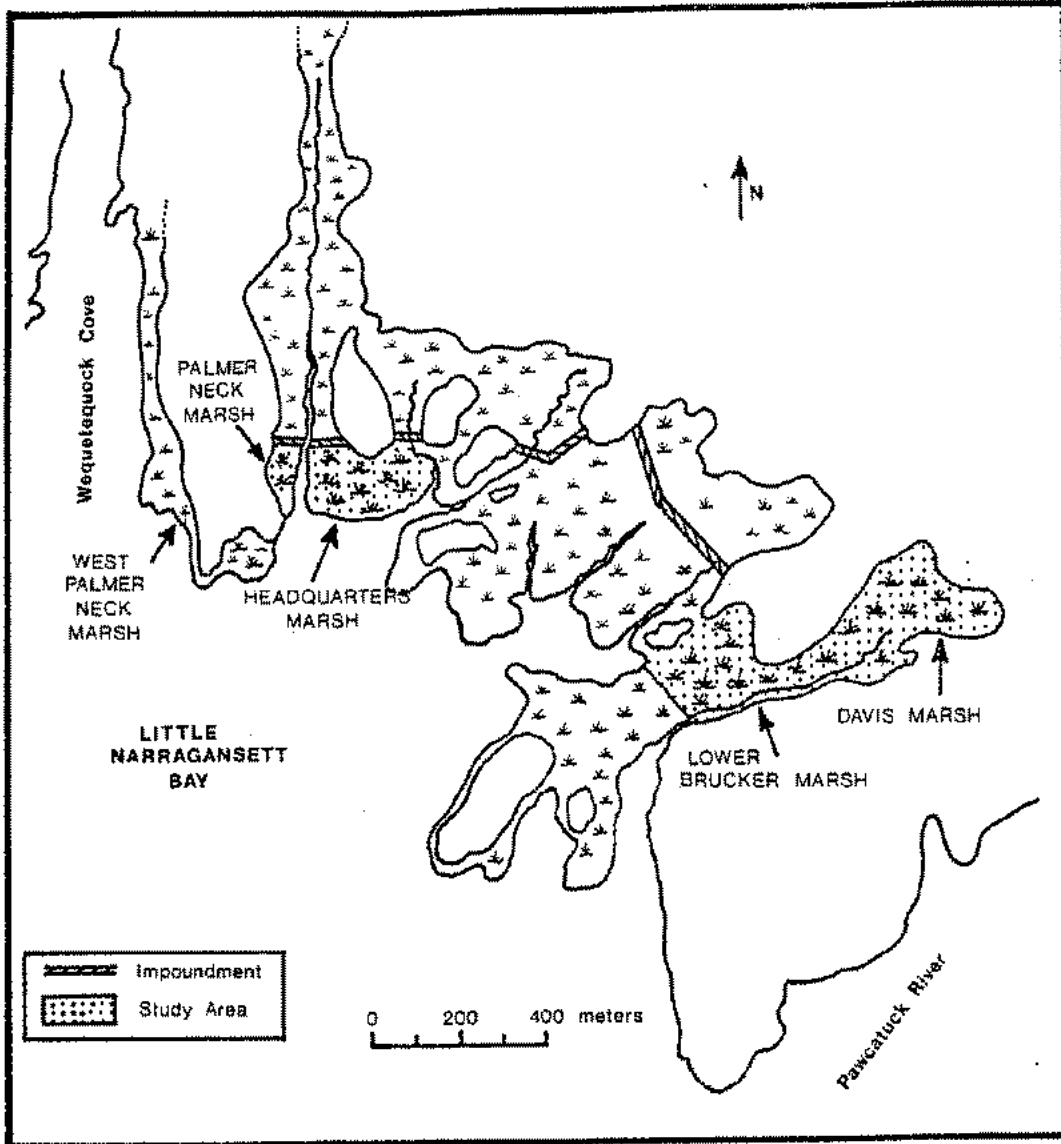 N
Wequetequock Cove
PALMER
NECK
MARSH
WEST
PALMER
NECK
MARSH
HEADQUARTERS
MARSH
LITTLE
NARRAGANSETT
BAY
DAVIS MARSH
LOWER
BRUCKER MARSH
Impoundment
Study Area
0 200 400 meters
Pawcatuck River